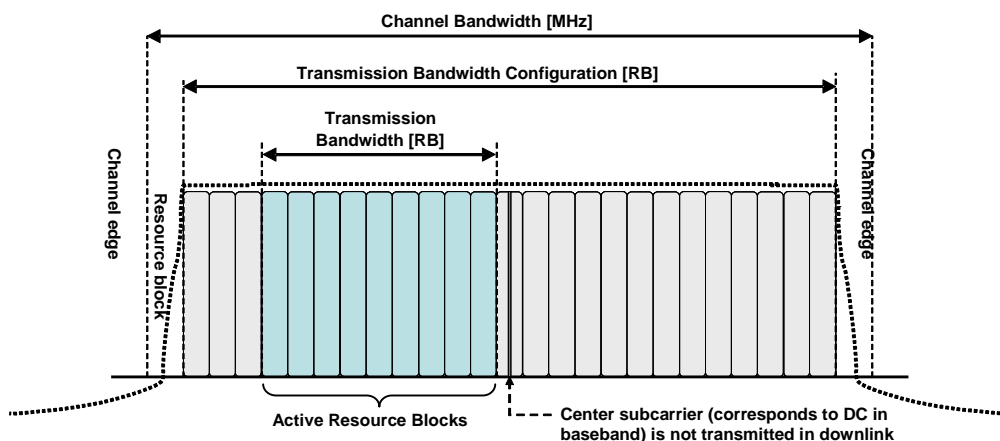 Channel Bandwidth [MHz]
Transmission Bandwidth Configuration [RB]
Transmission
Bandwidth [RB]
Channel edge
Resource block
Channel edge
Active Resource Blocks
Center subcarrier (corresponds to DC in
baseband) is not transmitted in downlink